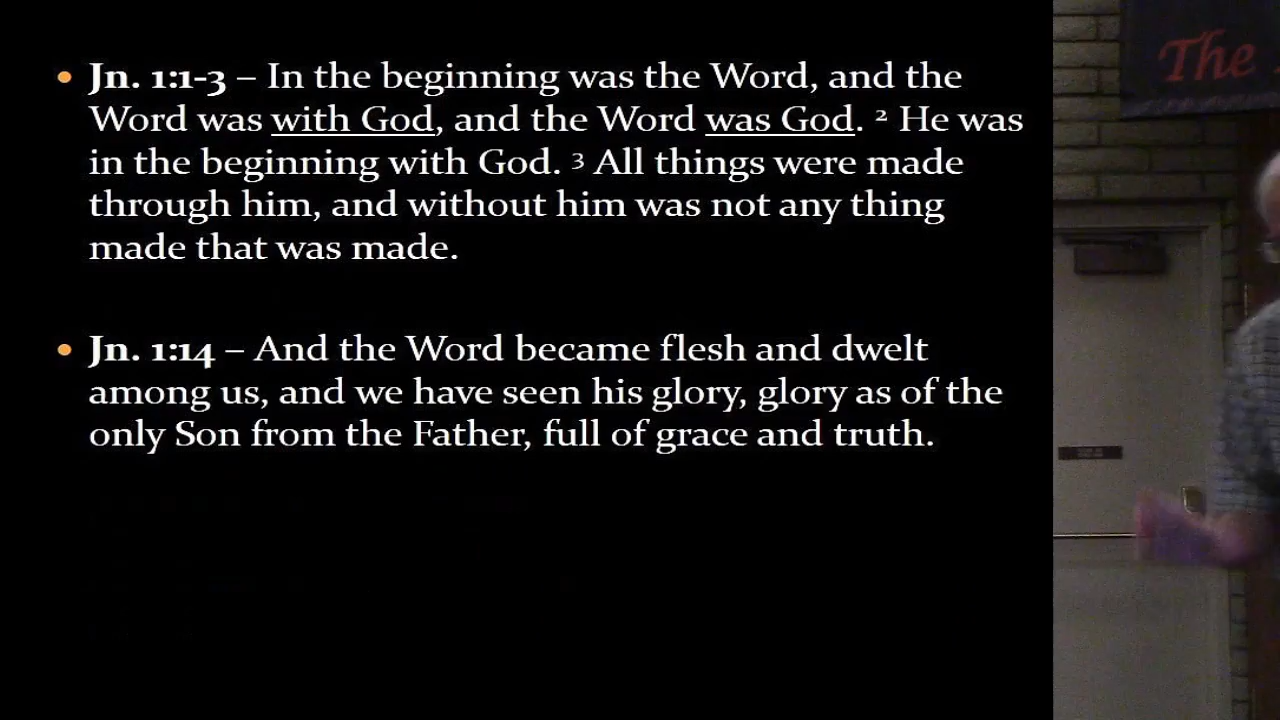 • Jn. 1:1-3 – In the beginning was the Word, and the
Word was with God, and the Word was God. ² He was
in the beginning with God. ³ All things were made
through him, and without him was not any thing
made that was made.
• Jn. 1:14 – And the Word became flesh and dwelt
among us, and we have seen his glory, glory as of the
only Son from the Father, full of grace and truth.
The